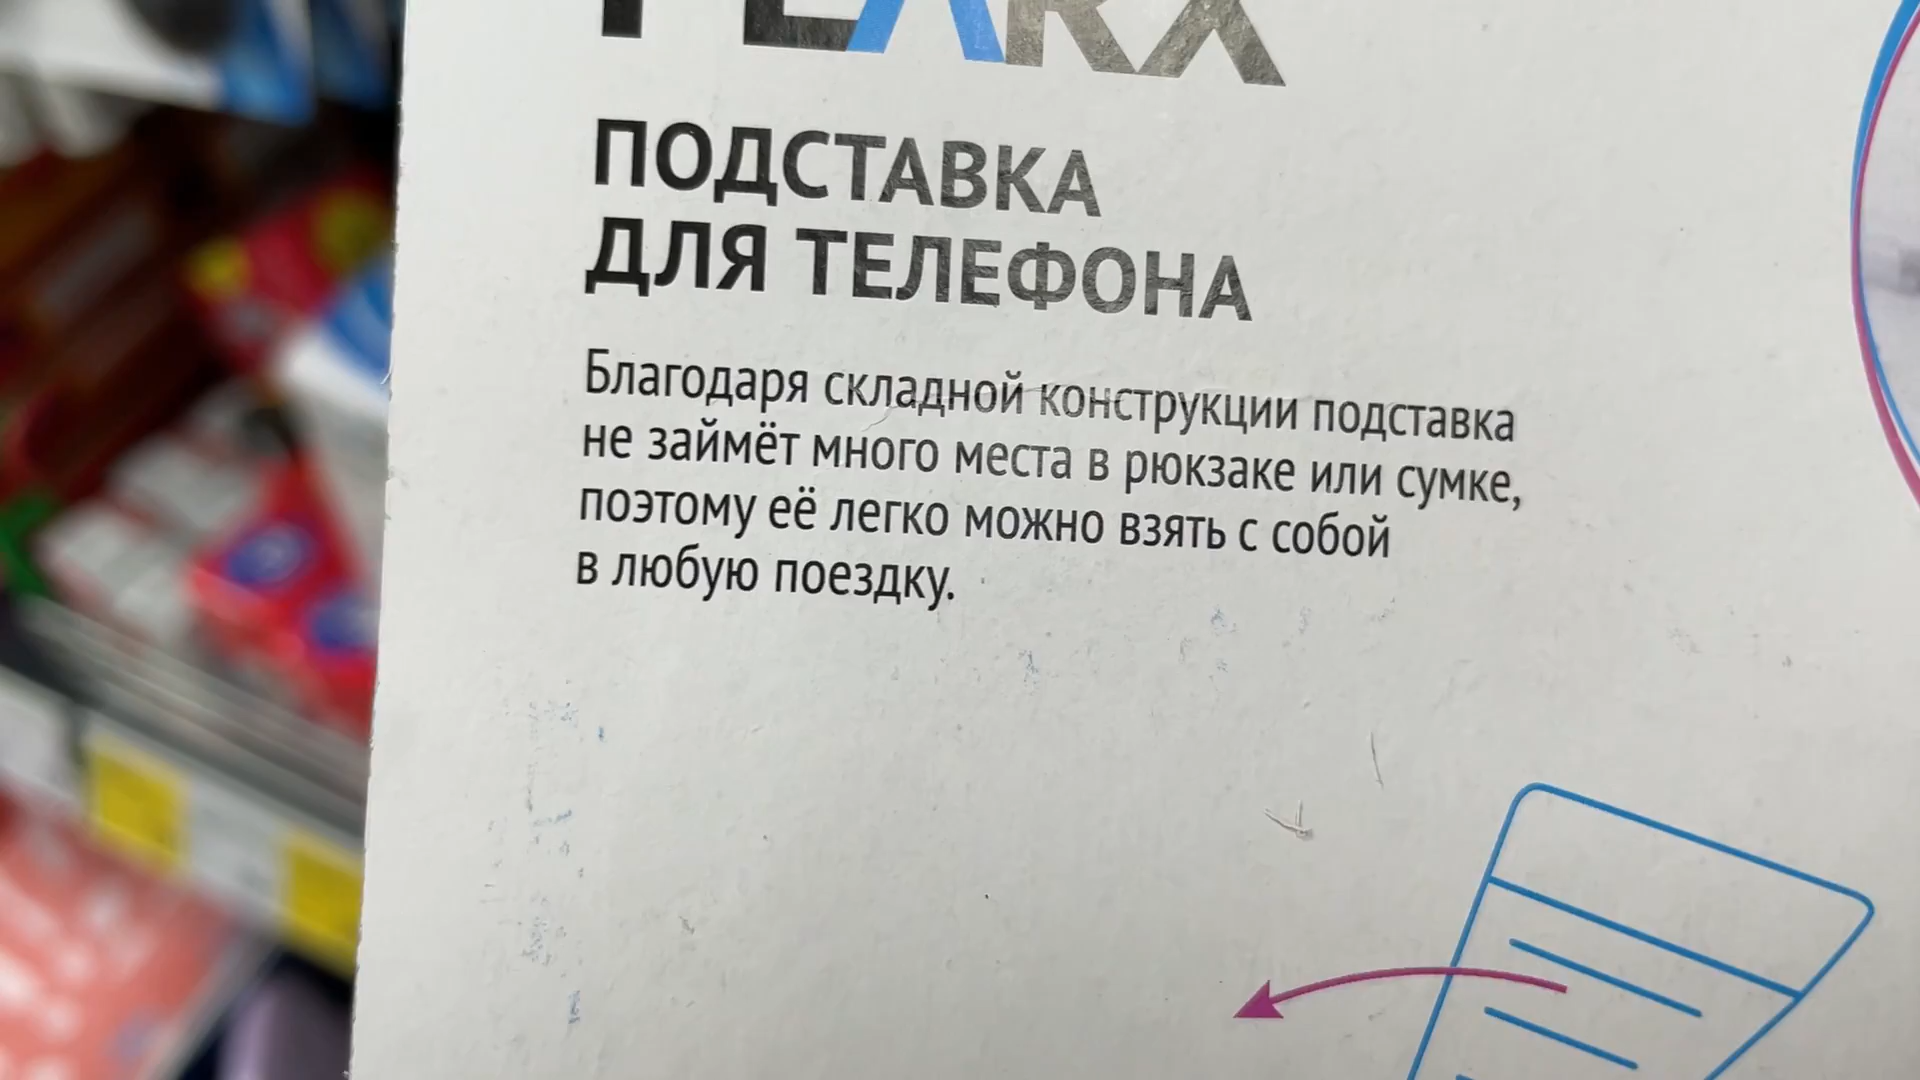 ПОДСТАВКА
ДЛЯ ТЕЛЕФОНА
Благодаря складной конструкции подставка
не займёт много места в рюкзаке или сумке,
поэтому её легко можно взять с собой
в любую поездку.